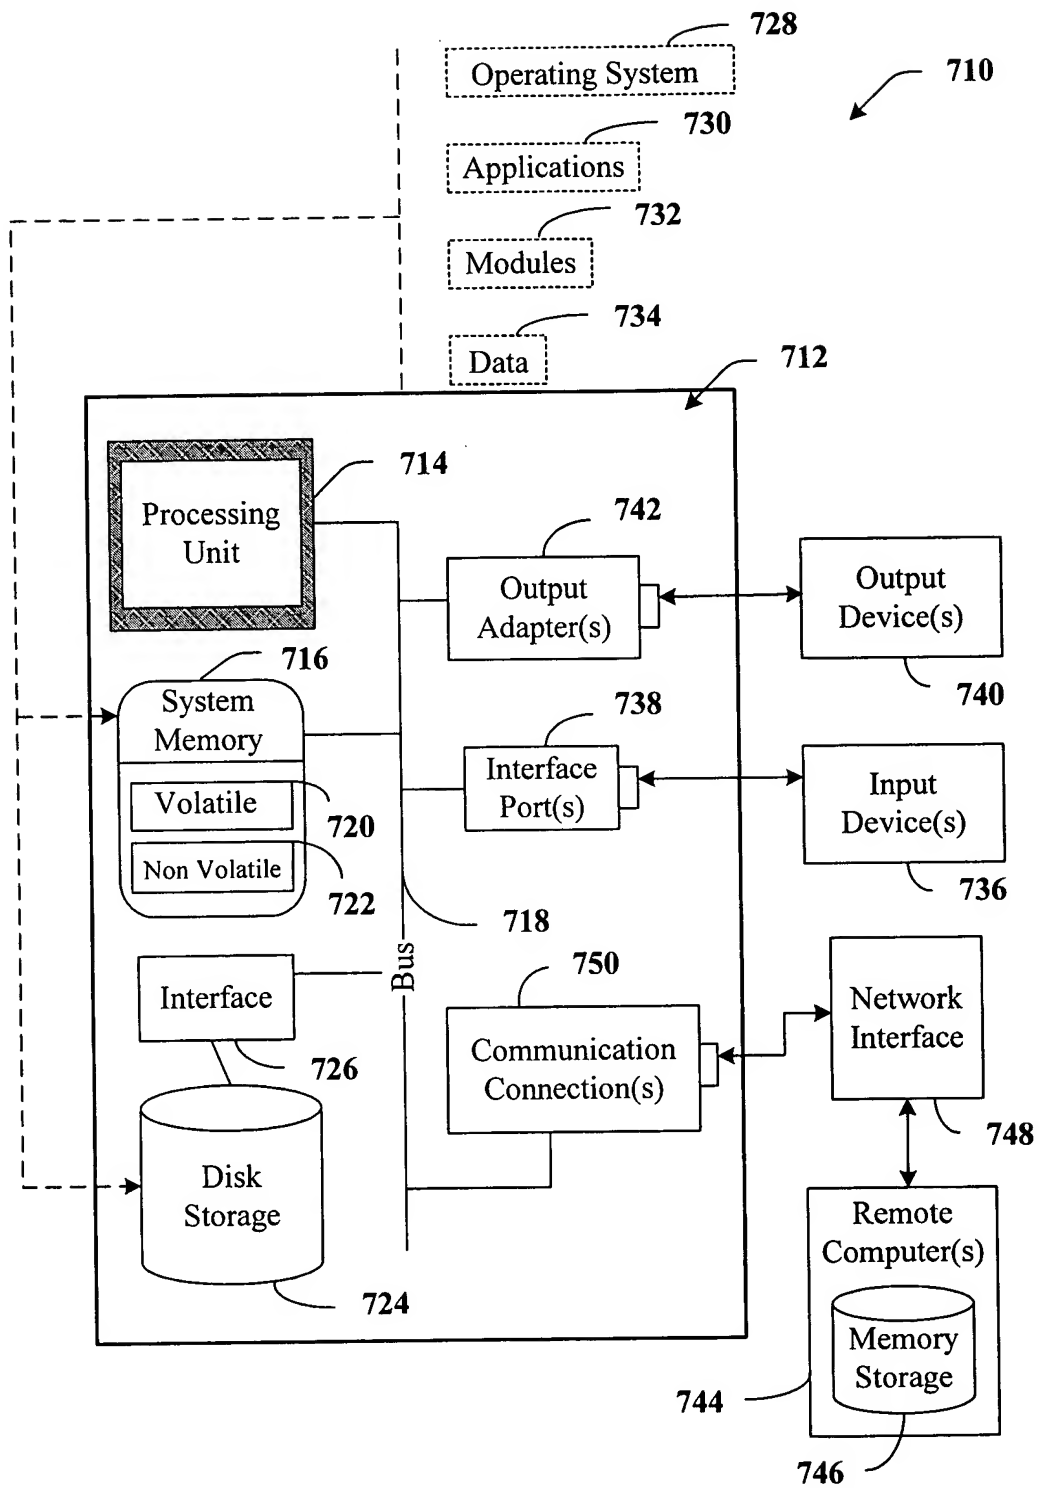 728
Operating System
710
730
Applications
732
Modules
734
Data
712
714
Processing
Unit
742
Output
Adapter(s)
Output
Device(s)
740
716
System
Memory
738
Interface
Port(s)
Input
Device(s)
736
Volatile
720
Non Volatile
722
718
Bus
750
Interface
726
Communication
Connection(s)
Network
Interface
748
Disk
Storage
724
Remote
Computer(s)
Memory
Storage
744
746